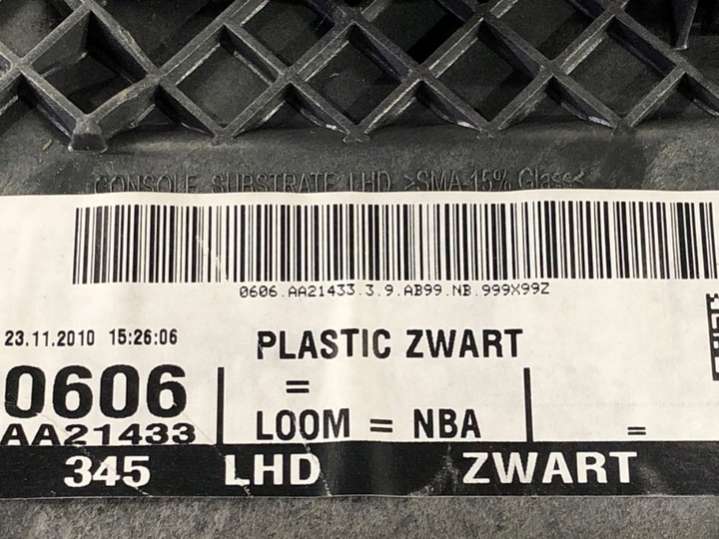 CONSOLE SUBSTRATE LHD >SMA-15% Glass<
0606.AA21433.3.9.AB99.NB.999X99Z
23.11.2010 15:26:06
PLASTIC ZWART
0606
=
AA21433
LOOM = NBA
=
345 LHD ZWART